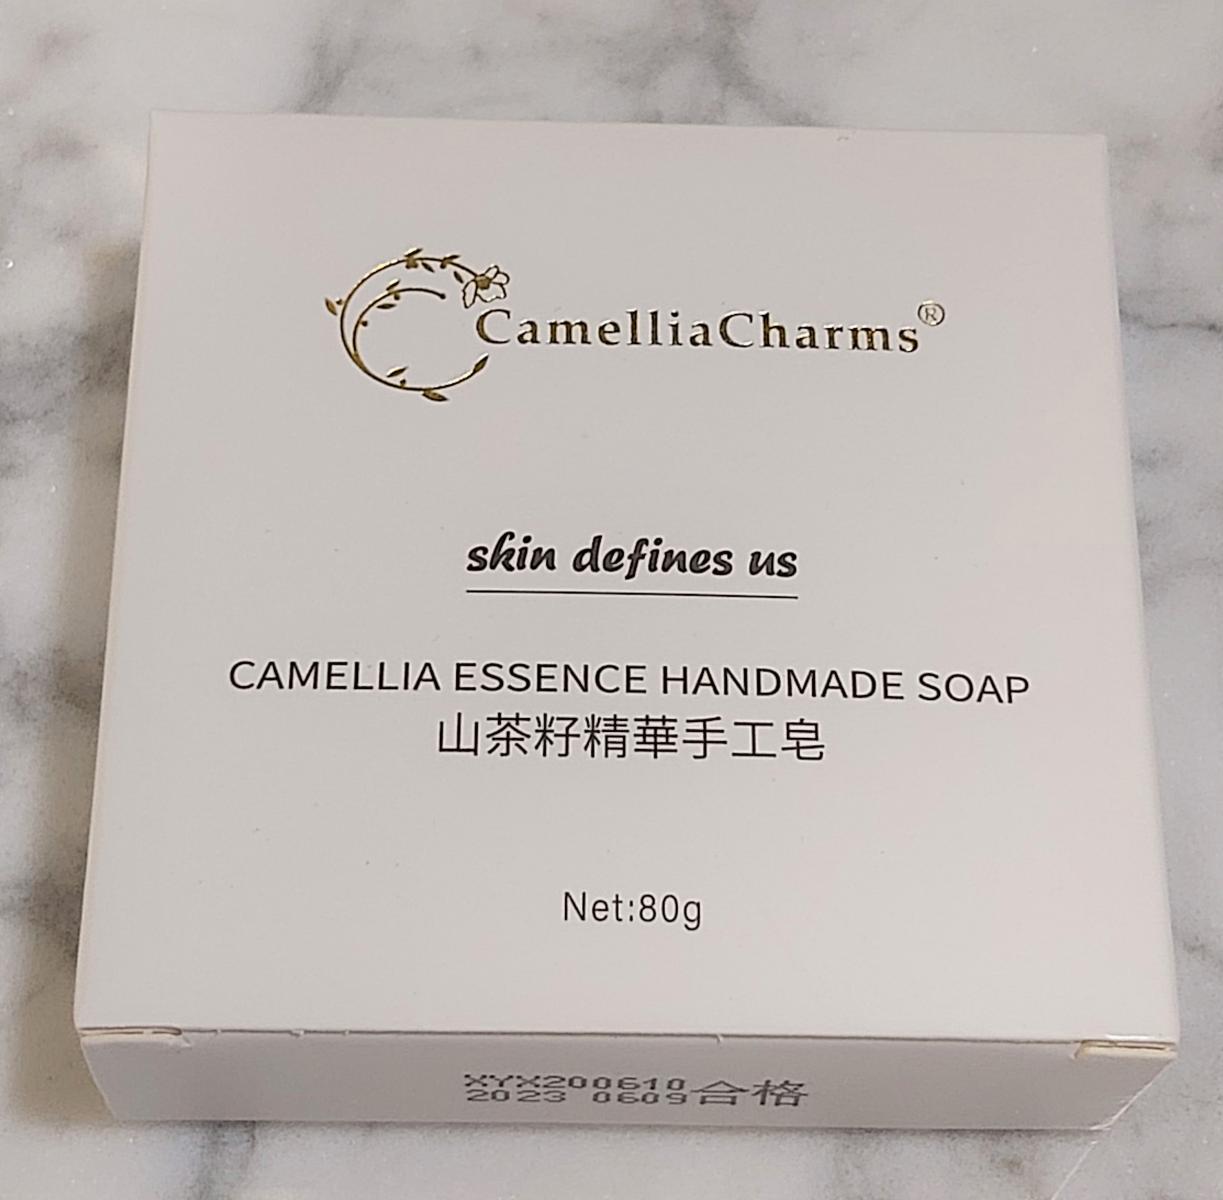 CamelliaCharms®
skin defines us
CAMELLIA ESSENCE HANDMADE SOAP
山茶籽精華手工皂
Net:80g
XYX200610
2023 0609合格